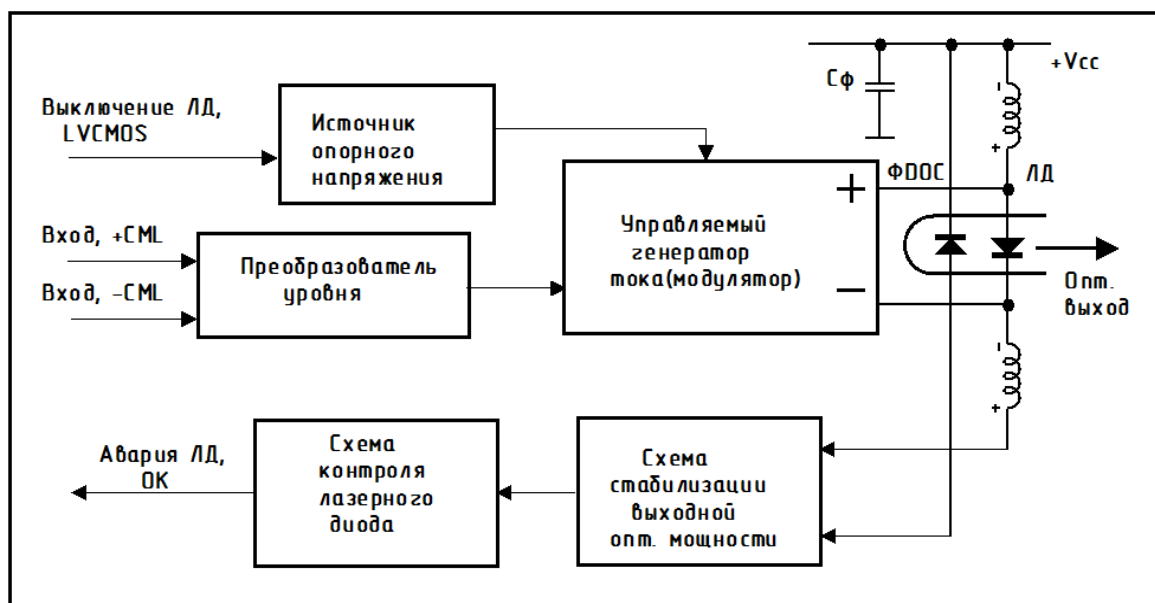 Выключение ЛД,
LVCMOS
Источник
опорного
напряжения
Сф
+Vcc
Вход, +CML
Вход, -CML
Преобразователь
уровня
Управляемый
генератор
тока(модулятор)
+
−
ФDОС
ЛД
-
+
Опт.
выход
-
+
Авария ЛД,
ОК
Схема
контроля
лазерного
диода
Схема
стабилизации
выходной
опт. мощности